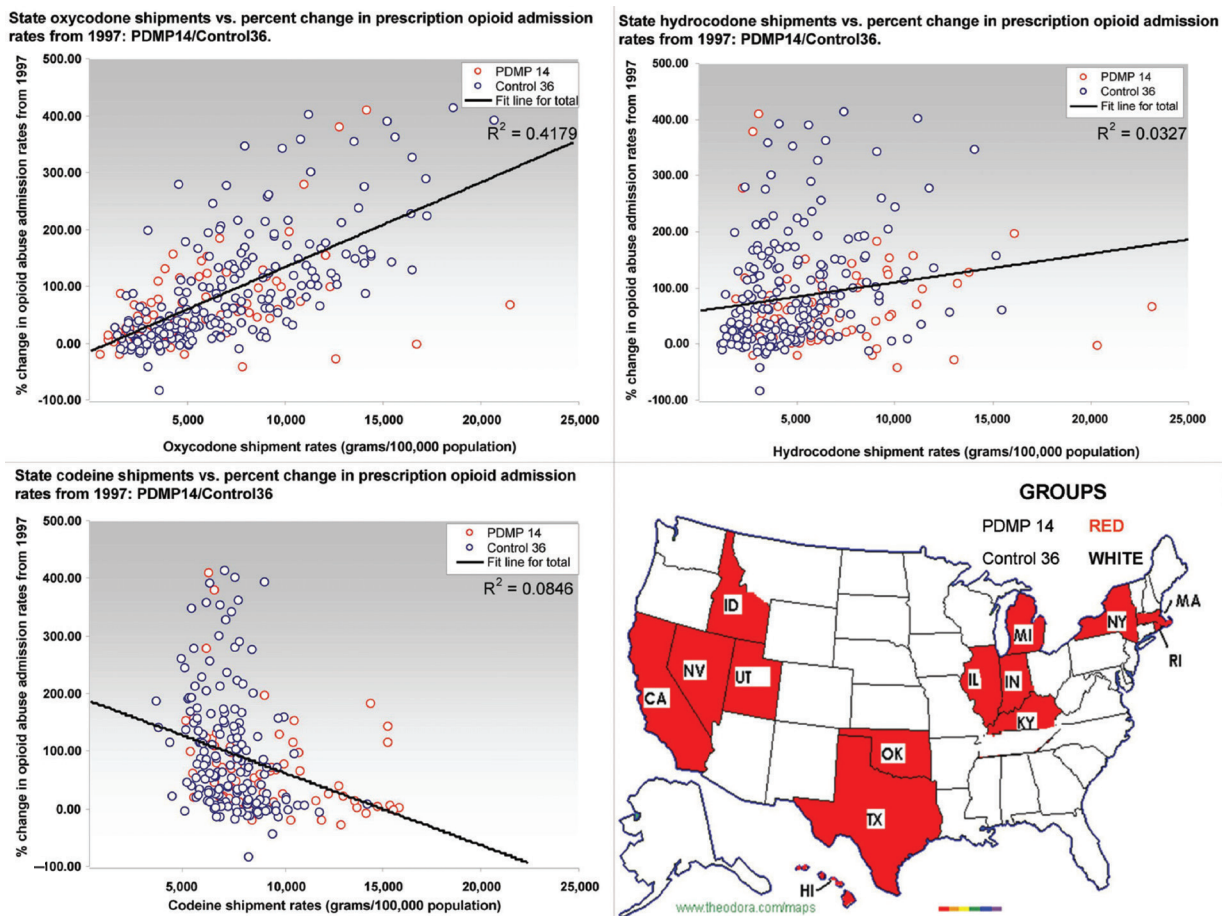 State oxycodone shipments vs. percent change in prescription opioid admission
rates from 1997: PDMP14/Control36.
500.00
400.00
300.00
200.00
100.00
0.00
-100.00
% change in opioid abuse admission rates from 1997
PDMP 14
Control 36
Fit line for total
R² = 0.4179
5,000
10,000
15,000
20,000
25,000
Oxycodone shipment rates (grams/100,000 population)
State hydrocodone shipments vs. percent change in prescription opioid admission
rates from 1997: PDMP14/Control36.
500.00
400.00
300.00
200.00
100.00
0.00
-100.00
% change in opioid abuse admission rates from 1997
PDMP 14
Control 36
Fit line for total
R² = 0.0327
5,000
10,000
15,000
20,000
25,000
Hydrocodone shipment rates (grams/100,000 population)
State codeine shipments vs. percent change in prescription opioid admission
rates from 1997: PDMP14/Control36
500.00
400.00
300.00
200.00
100.00
0.00
–100.00
% change in opioid abuse admission rates from 1997
PDMP 14
Control 36
Fit line for total
R² = 0.0846
5,000
10,000
15,000
20,000
25,000
Codeine shipment rates (grams/100,000 population)
GROUPS
PDMP 14 RED
Control 36 WHITE
ID
MI
NY
MA
RI
NV
UT
CA
IL
IN
KY
OK
TX
HI
www.theodora.com/maps